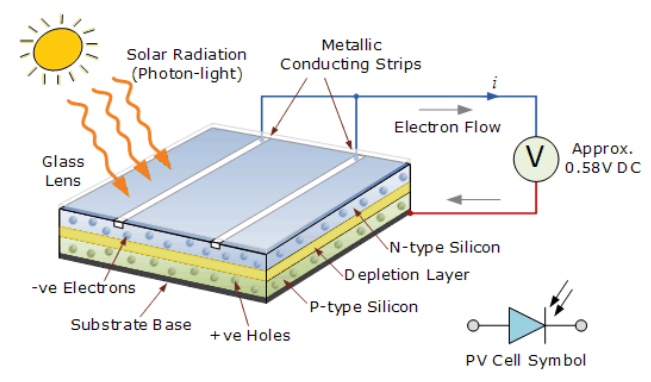 Solar Radiation
(Photon-light)
Metallic
Conducting Strips
i
Electron Flow
Glass
Lens
V
Approx.
0.58V DC
N-type Silicon
Depletion Layer
-ve Electrons
P-type Silicon
Substrate Base
+ve Holes
PV Cell Symbol